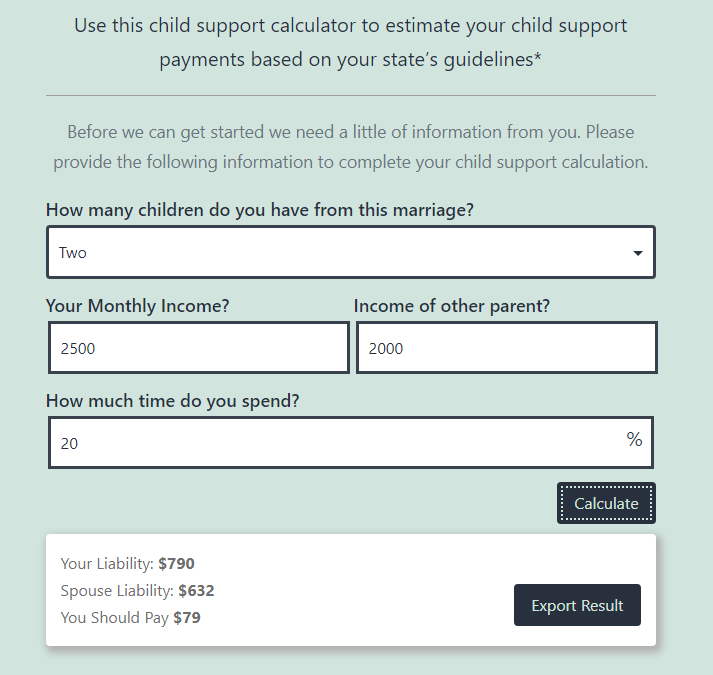 Use this child support calculator to estimate your child support
payments based on your state’s guidelines*
Before we can get started we need a little of information from you. Please
provide the following information to complete your child support calculation.
How many children do you have from this marriage?
Two
Your Monthly Income? Income of other parent?
2500 2000
How much time do you spend?
20 %
Calculate
Your Liability: $790
Spouse Liability: $632
You Should Pay $79
Export Result